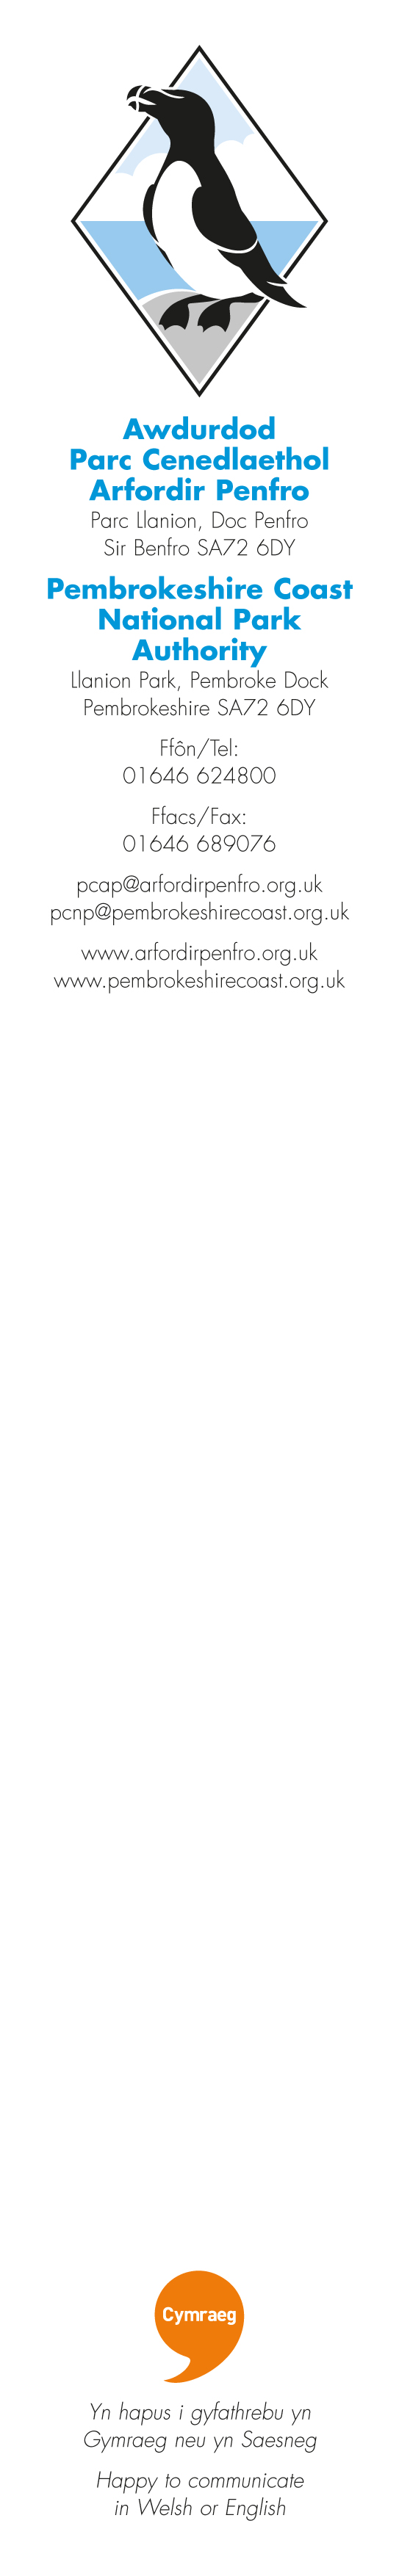 Awdurdod
Parc Cenedlaethol
Arfordir Penfro
Parc Llanion, Doc Penfro
Sir Benfro SA72 6DY
Pembrokeshire Coast
National Park
Authority
Llanion Park, Pembroke Dock
Pembrokeshire SA72 6DY
Ffôn/Tel:
01646 624800
Ffacs/Fax:
01646 689076
pcap@arfordirpenfro.org.uk
pcnp@pembrokeshirecoast.org.uk
www.arfordirpenfro.org.uk
www.pembrokeshirecoast.org.uk
Cymraeg
Yn hapus i gyfathrebu yn
Gymraeg neu yn Saesneg
Happy to communicate
in Welsh or English